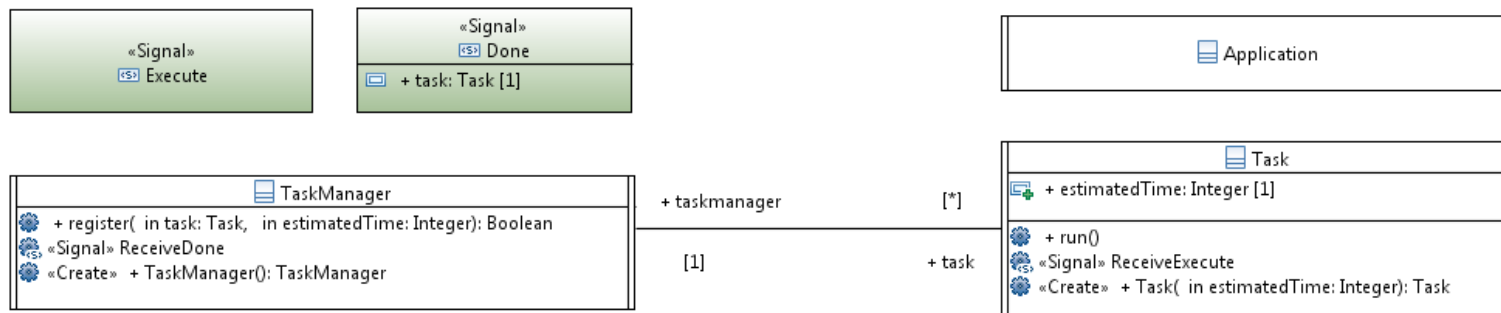 «Signal»
Execute
«Signal»
Done
+ task: Task [1]
Application
TaskManager
+ register( in task: Task, in estimatedTime: Integer): Boolean
«Signal» ReceiveDone
«Create» + TaskManager(): TaskManager
+ taskmanager
[*]
[1]
+ task
Task
+ estimatedTime: Integer [1]
+ run()
«Signal» ReceiveExecute
«Create» + Task( in estimatedTime: Integer): Task